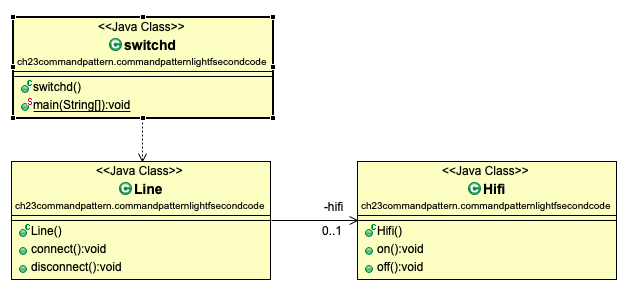 <<Java Class>>
switchd
ch23commandpattern.commandpatternlightfsecondcode
switchd()
main(String[]):void
<<Java Class>>
Line
ch23commandpattern.commandpatternlightfsecondcode
Line()
connect():void
disconnect():void
-hifi
0..1
<<Java Class>>
Hifi
ch23commandpattern.commandpatternlightfsecondcode
Hifi()
on():void
off():void